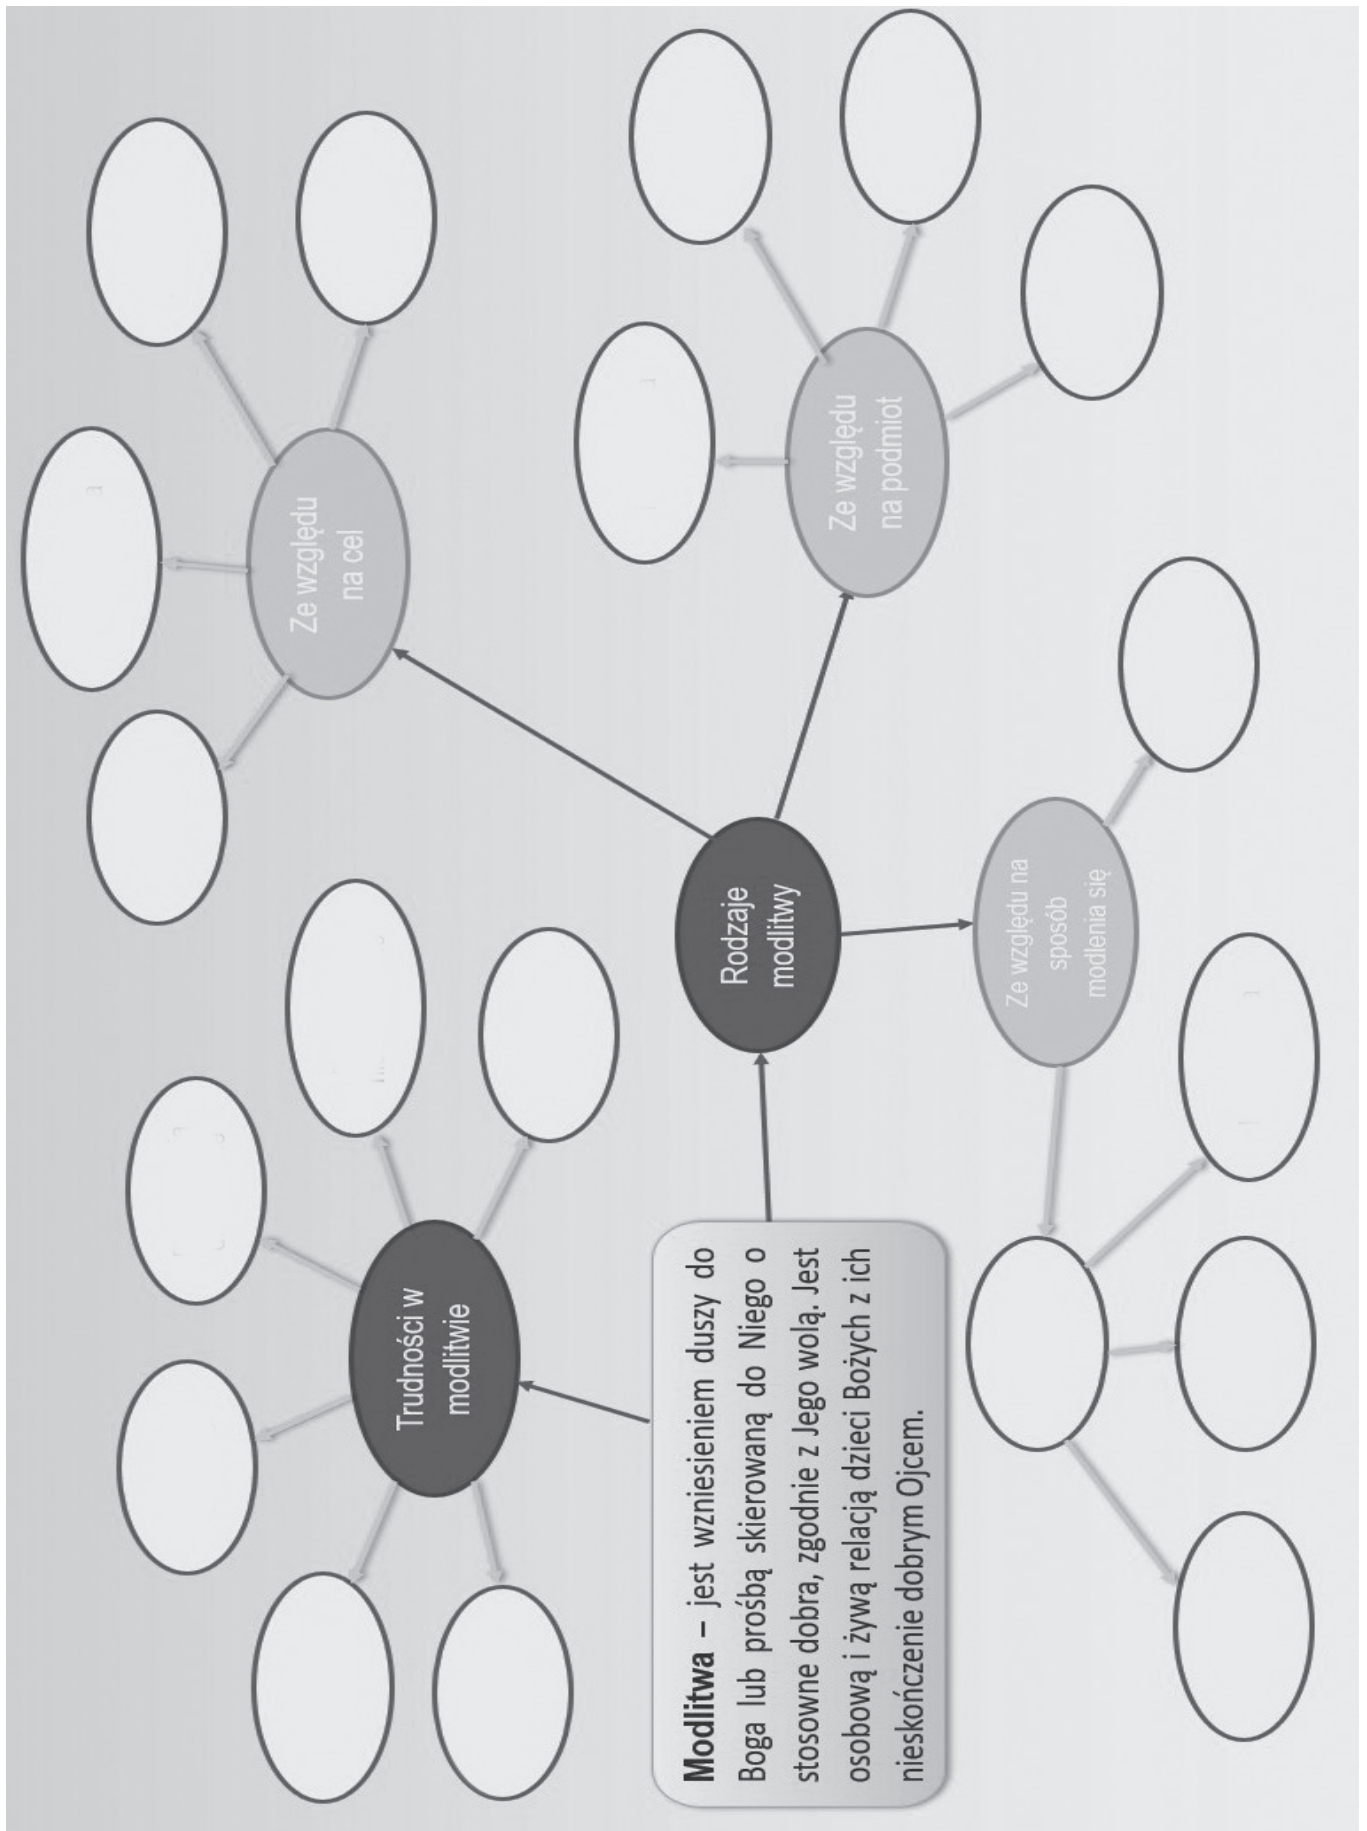 Modlitwa – jest wzniesieniem duszy do
Boga lub prośbą skierowaną do Niego o
stosowne dobra, zgodnie z Jego wolą. Jest
osobową i żywą relacją dzieci Bożych z ich
nieskończenie dobrym Ojcem.
Trudności w
modlitwie
Rodzaje
modlitwy
Ze względu
na cel
Ze względu
na podmiot
Ze względu na
sposób
modlenia się